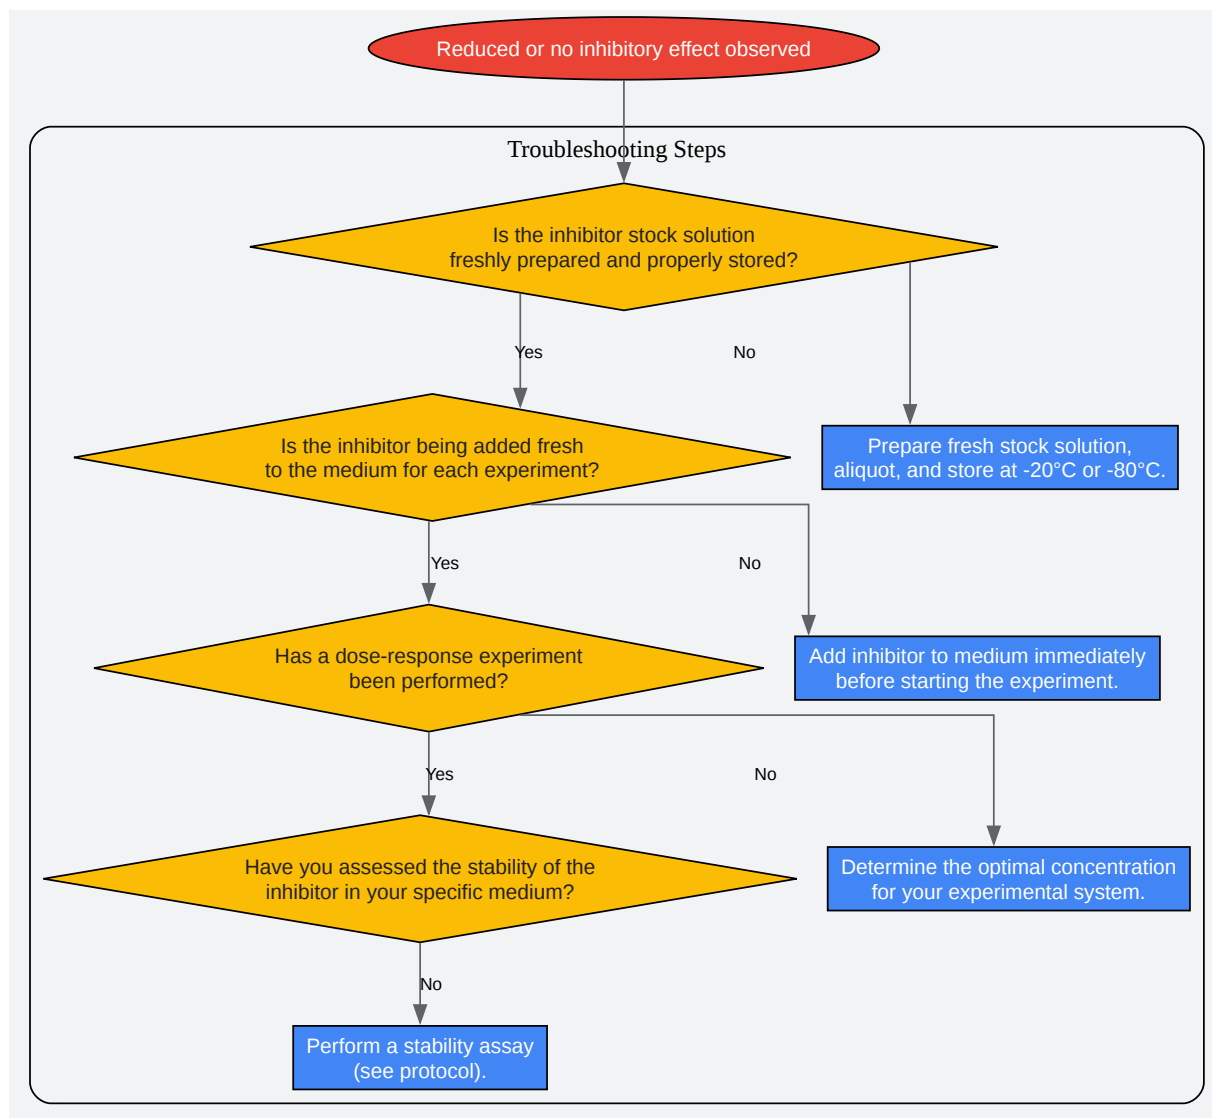 Reduced or no inhibitory effect observed
Troubleshooting Steps
Is the inhibitor stock solution
freshly prepared and properly stored?
Yes
No
Is the inhibitor being added fresh
to the medium for each experiment?
Prepare fresh stock solution,
aliquot, and store at -20°C or -80°C.
Yes
No
Has a dose-response experiment
been performed?
Add inhibitor to medium immediately
before starting the experiment.
Yes
No
Have you assessed the stability of the
inhibitor in your specific medium?
Determine the optimal concentration
for your experimental system.
No
Perform a stability assay
(see protocol).